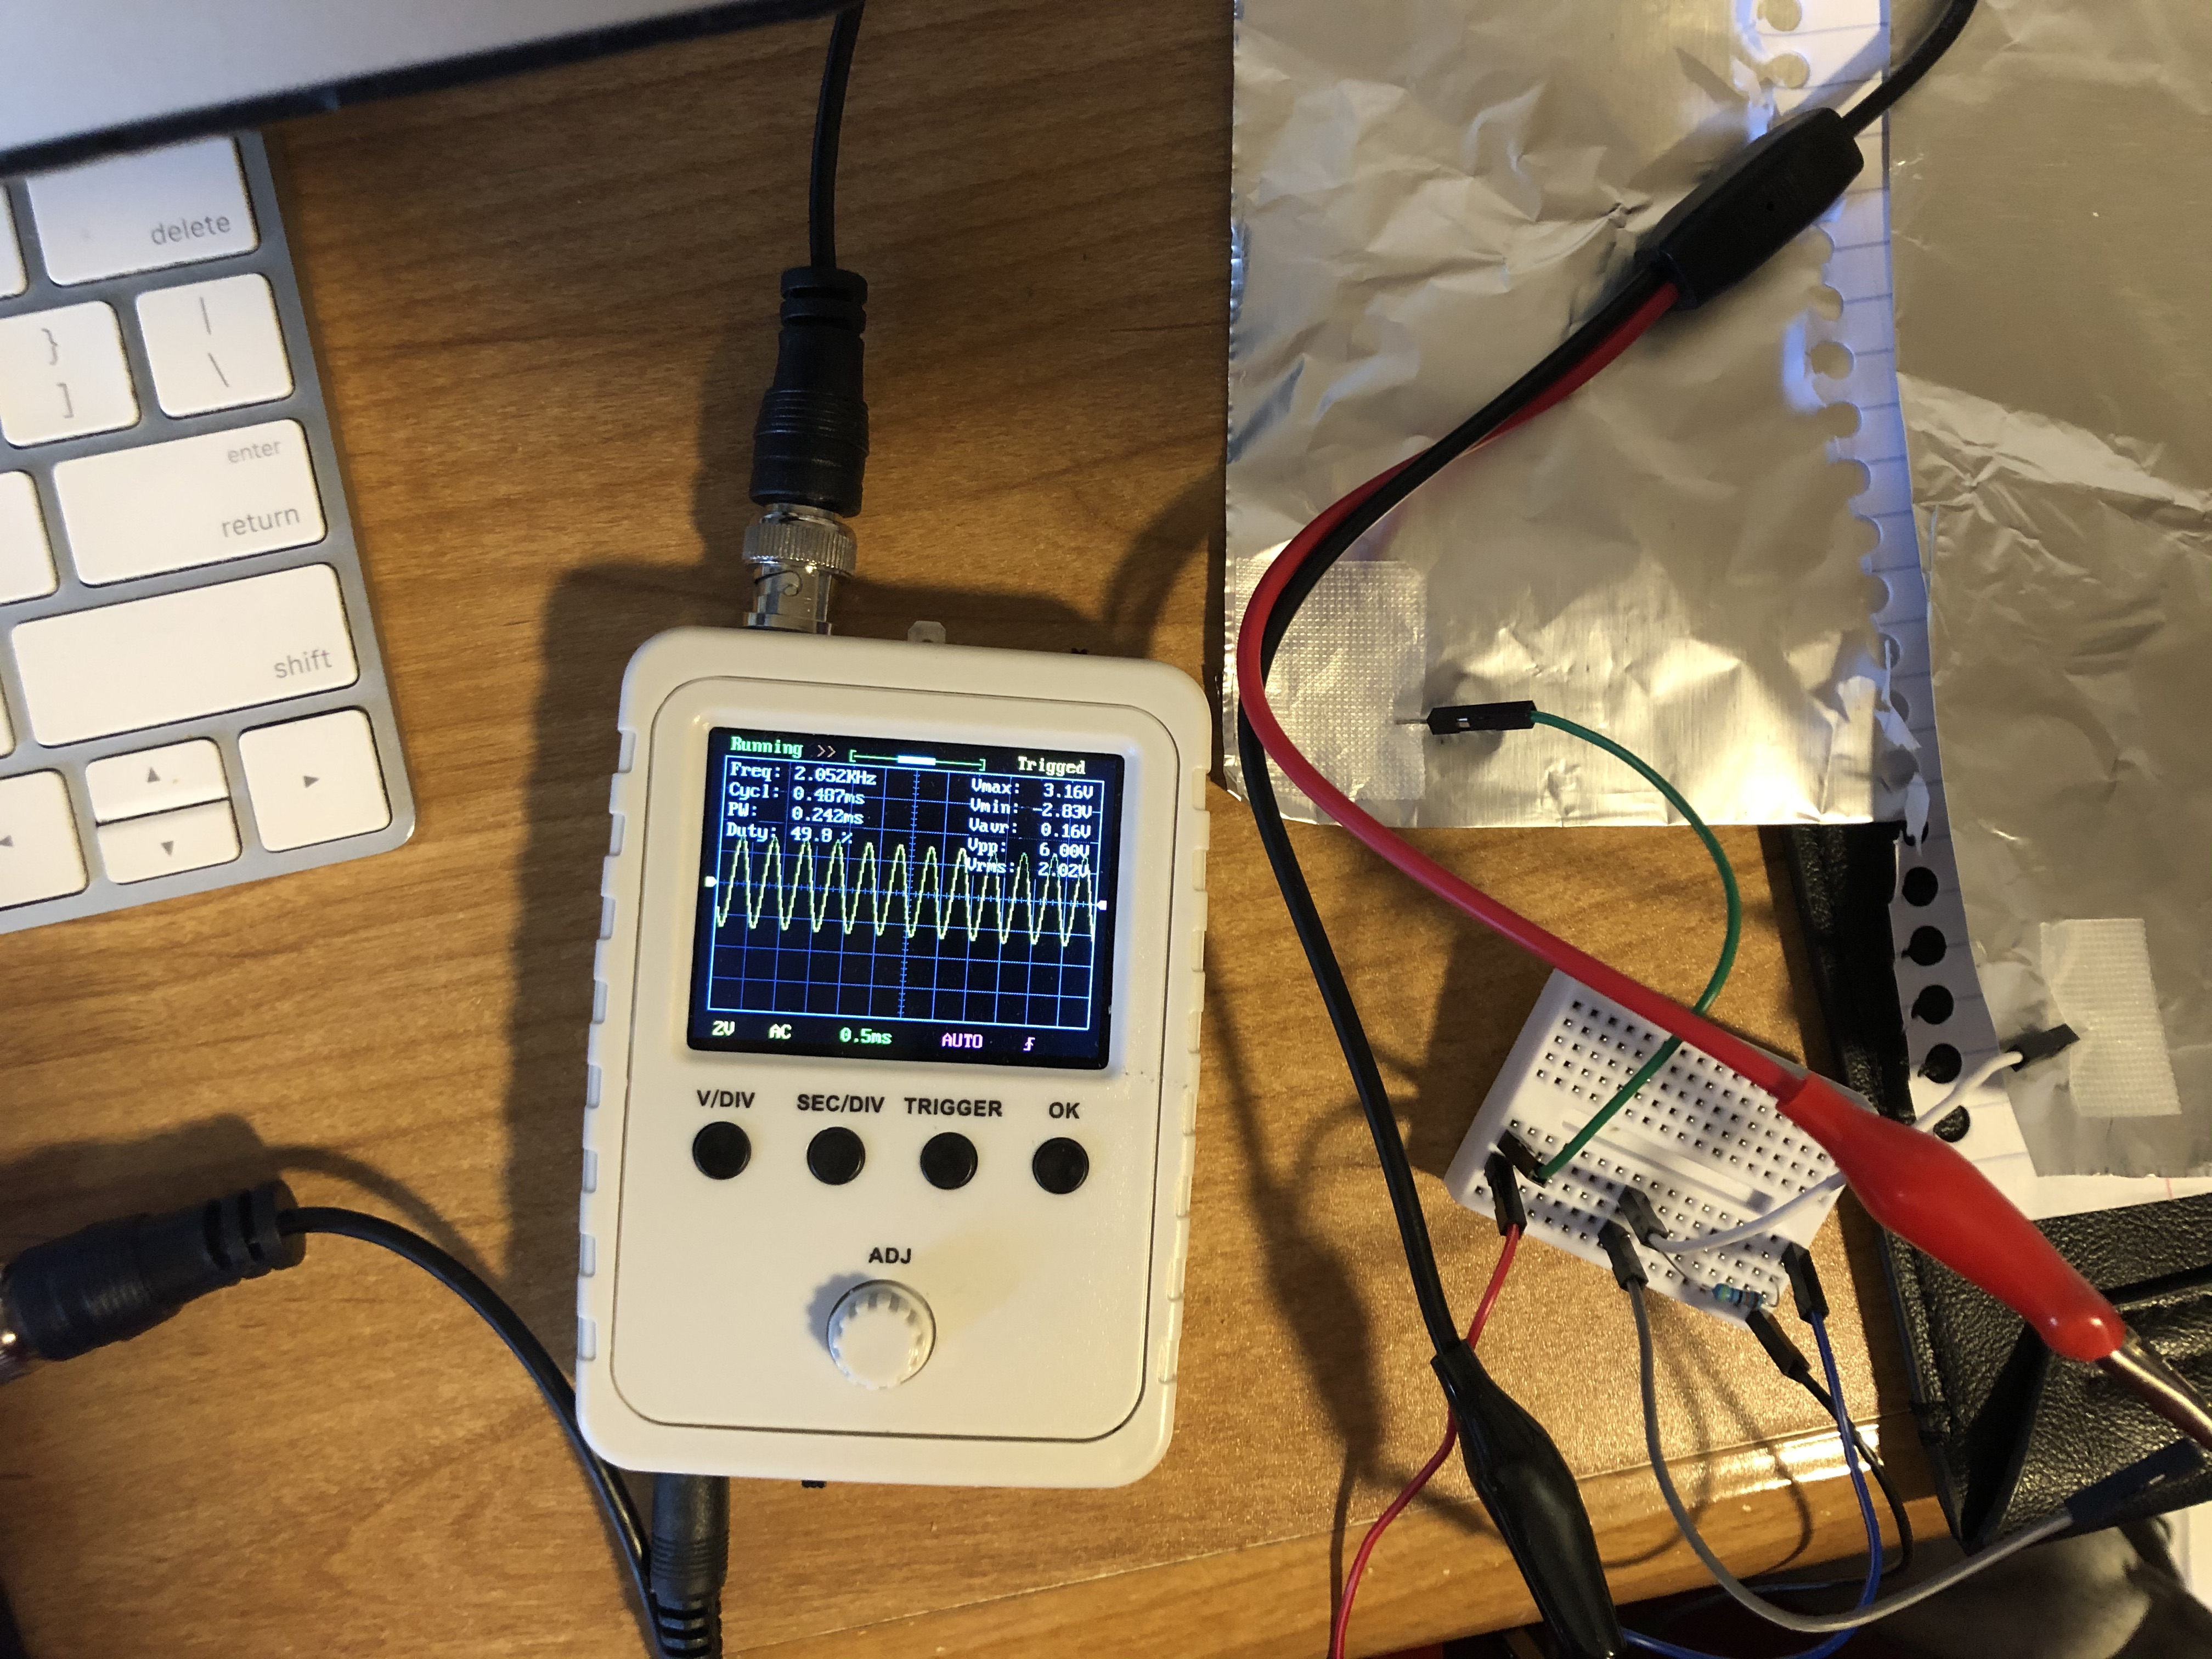 delete
}
]
|
\
enter
return
shift
Running >>
Trigged
Freq: 2.052KHz
Cycl: 0.487ms
PW: 0.242ms
Duty: 49.8 %
Vmax: 3.16V
Vmin: -2.83V
Vavr: 0.16V
Vpp: 6.00V
Vrms: 2.02V
2V AC 0.5ms AUTO
V/DIV SEC/DIV TRIGGER OK
ADJ